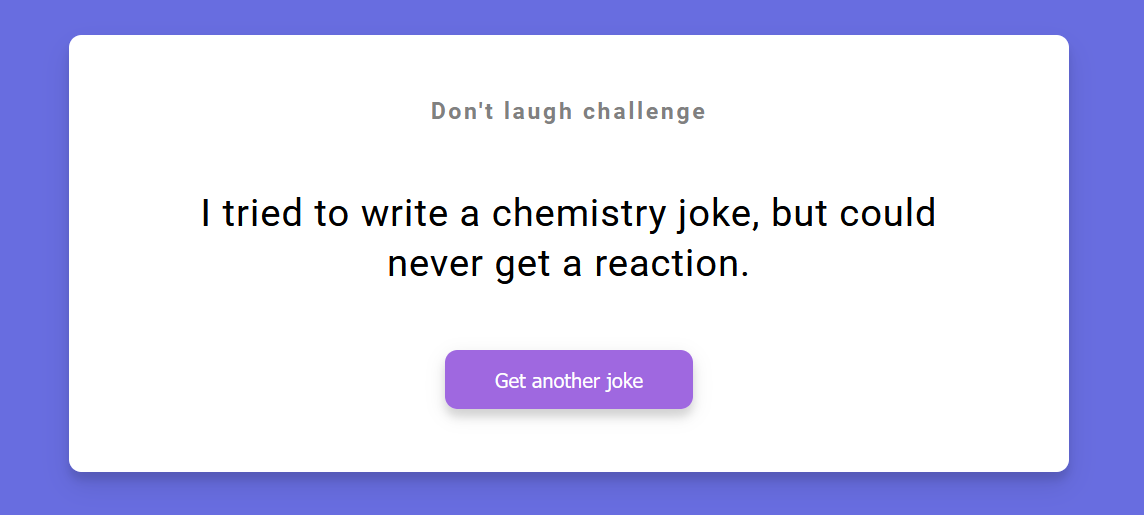 Don't laugh challenge
I tried to write a chemistry joke, but could
never get a reaction.
Get another joke